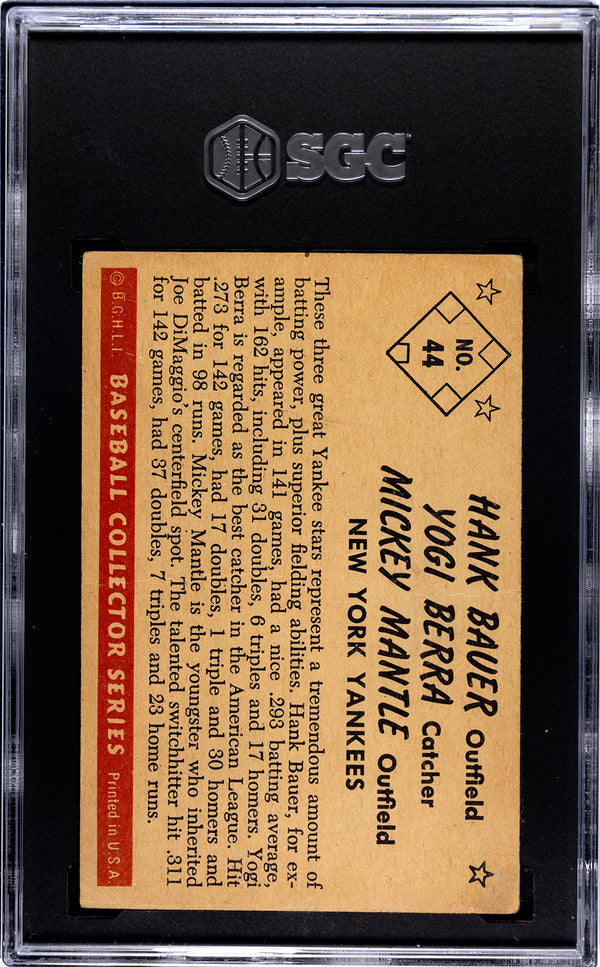 SGC
NO.
44
HANK BAUER Outfield
YOGI BERRA Catcher
MICKEY MANTLE Outfield
NEW YORK YANKEES
These three great Yankee stars represent a tremendous amount of
batting power, plus superior fielding abilities. Hank Bauer, for ex-
ample, appeared in 141 games, had a nice .293 batting average,
with 162 hits, including 31 doubles, 6 triples and 17 homers. Yogi
Berra is regarded as the best catcher in the American League. Hit
.273 for 142 games, had 17 doubles, 1 triple and 30 homers and
batted in 98 runs. Mickey Mantle is the youngster who inherited
Joe DiMaggio's centerfield spot. The talented switchhitter hit .311
for 142 games, had 37 doubles, 7 triples and 23 home runs.
© B.G.H.L.I. BASEBALL COLLECTOR SERIES Printed in U.S.A